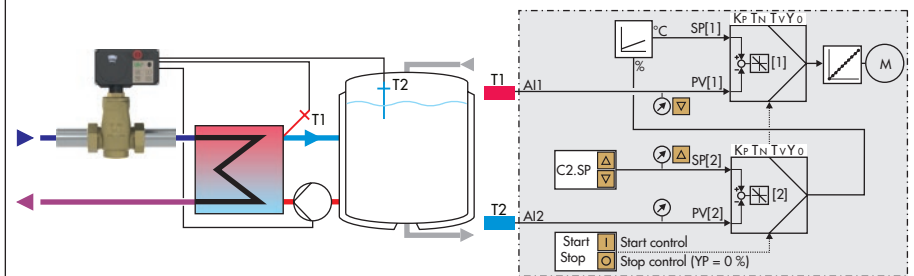 T1
T2
T1
AI1
T2
AI2
°C
%
SP[1]
PV[1]
KP TN TV Y0
[1]
M
C2.SP
SP[2]
PV[2]
KP TN TV Y0
[2]
Start
Stop
I
Start control
O
Stop control (YP = 0 %)